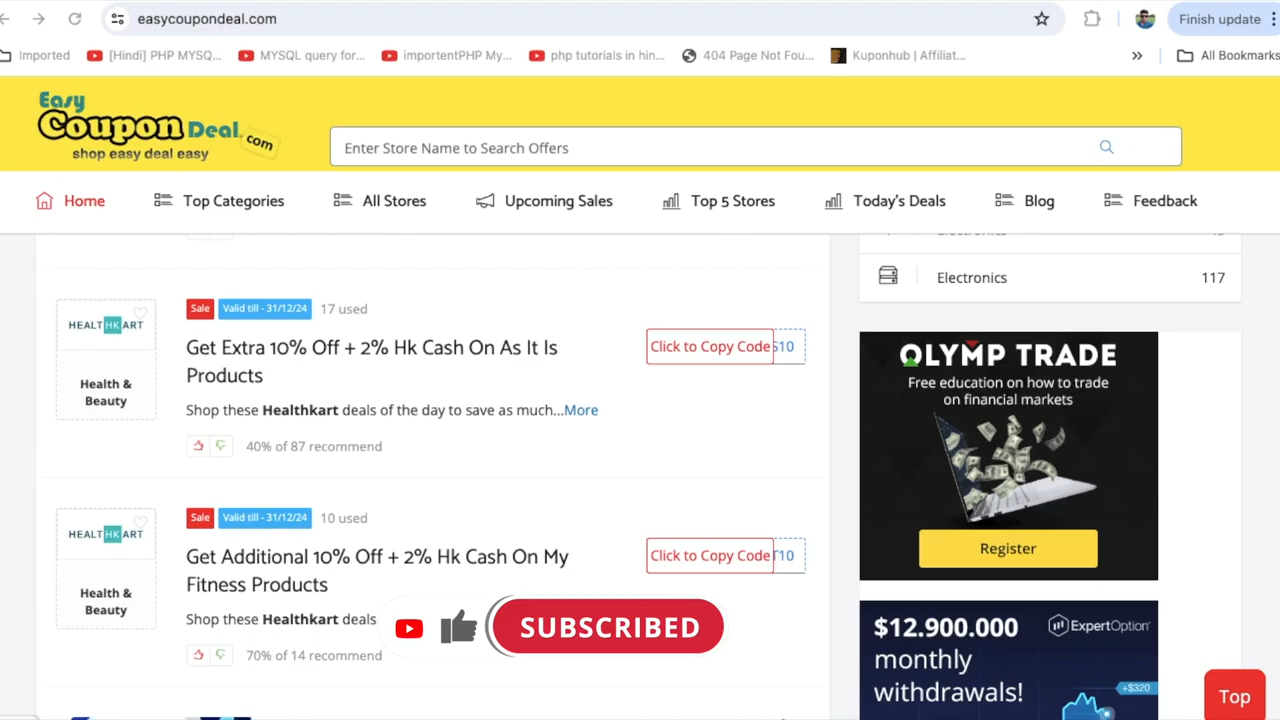 easycoupondeal.com
Finish update
Imported
[Hindi] PHP MYSQ...
MYSQL query for...
importentPHP My...
php tutorials in hin...
404 Page Not Fou...
Kuponhub | Affiliat...
»
All Bookmarks
Easy
Coupon Deal .com
shop easy deal easy
Enter Store Name to Search Offers
Home
Top Categories
All Stores
Upcoming Sales
Top 5 Stores
Today's Deals
Blog
Feedback
Electronics
117
Sale
Valid till - 31/12/24
17 used
HEALTHKART
Health &
Beauty
Get Extra 10% Off + 2% Hk Cash On As It Is
Products
Click to Copy Code
10
Shop these Healthkart deals of the day to save as much...More
40% of 87 recommend
OLYMP TRADE
Free education on how to trade
on financial markets
Register
Sale
Valid till - 31/12/24
10 used
HEALTHKART
Health &
Beauty
Get Additional 10% Off + 2% Hk Cash On My
Fitness Products
Click to Copy Code
10
Shop these Healthkart deals
70% of 14 recommend
SUBSCRIBED
$12.900.000
monthly
withdrawals!
ExpertOption
+$320
Top